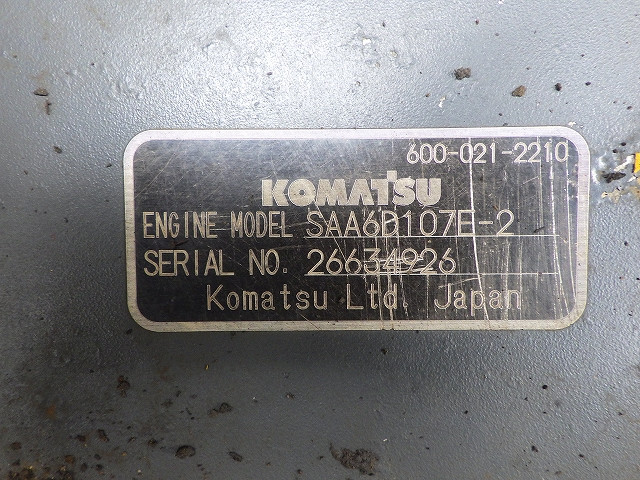 600-021-2210
KOMATSU
ENGINE MODEL SAA6D107E-2
SERIAL NO. 26634926
Komatsu Ltd. Japan